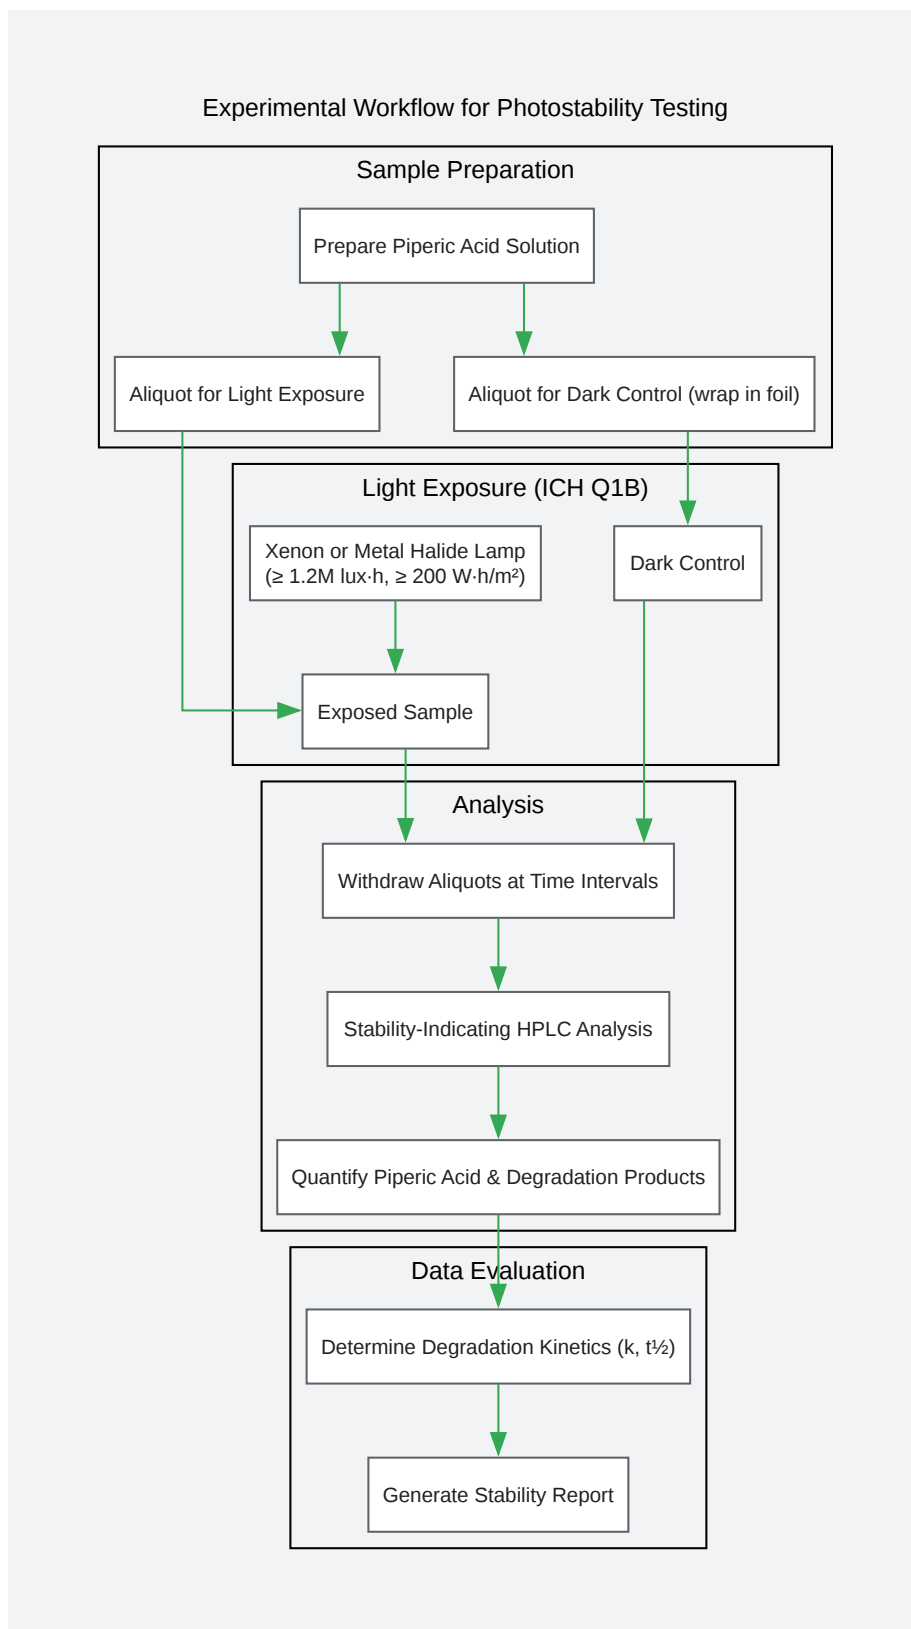 Experimental Workflow for Photostability Testing
Sample Preparation
Prepare Piperic Acid Solution
Aliquot for Light Exposure
Aliquot for Dark Control (wrap in foil)
Light Exposure (ICH Q1B)
Xenon or Metal Halide Lamp
(≥ 1.2M lux·h, ≥ 200 W·h/m²)
Dark Control
Exposed Sample
Analysis
Withdraw Aliquots at Time Intervals
Stability-Indicating HPLC Analysis
Quantify Piperic Acid & Degradation Products
Data Evaluation
Determine Degradation Kinetics (k, t½)
Generate Stability Report